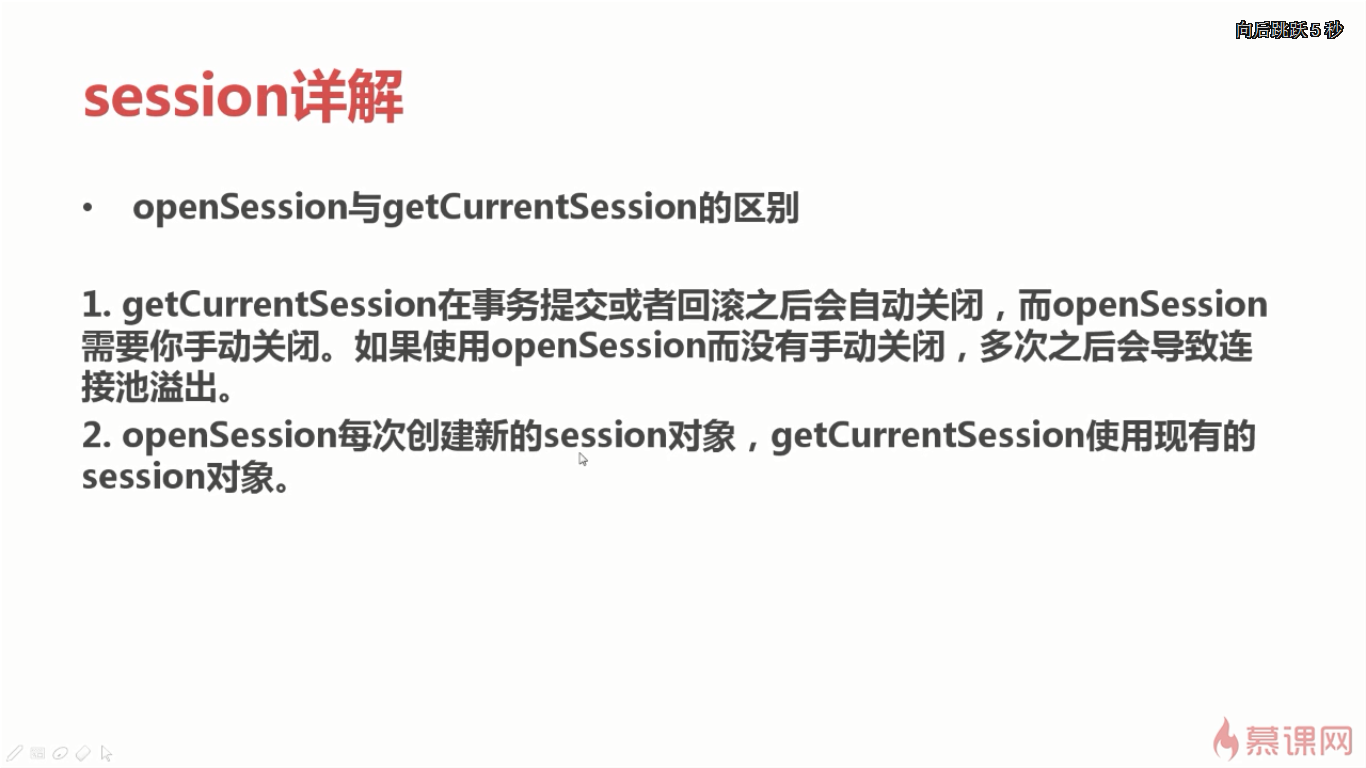 向后跳跃 5 秒
session详解
• openSession与getCurrentSession的区别
1. getCurrentSession在事务提交或者回滚之后会自动关闭，而openSession
需要你手动关闭。如果使用openSession而没有手动关闭，多次之后会导致连
接池溢出。
2. openSession每次创建新的session对象，getCurrentSession使用现有的
session对象。
慕课网